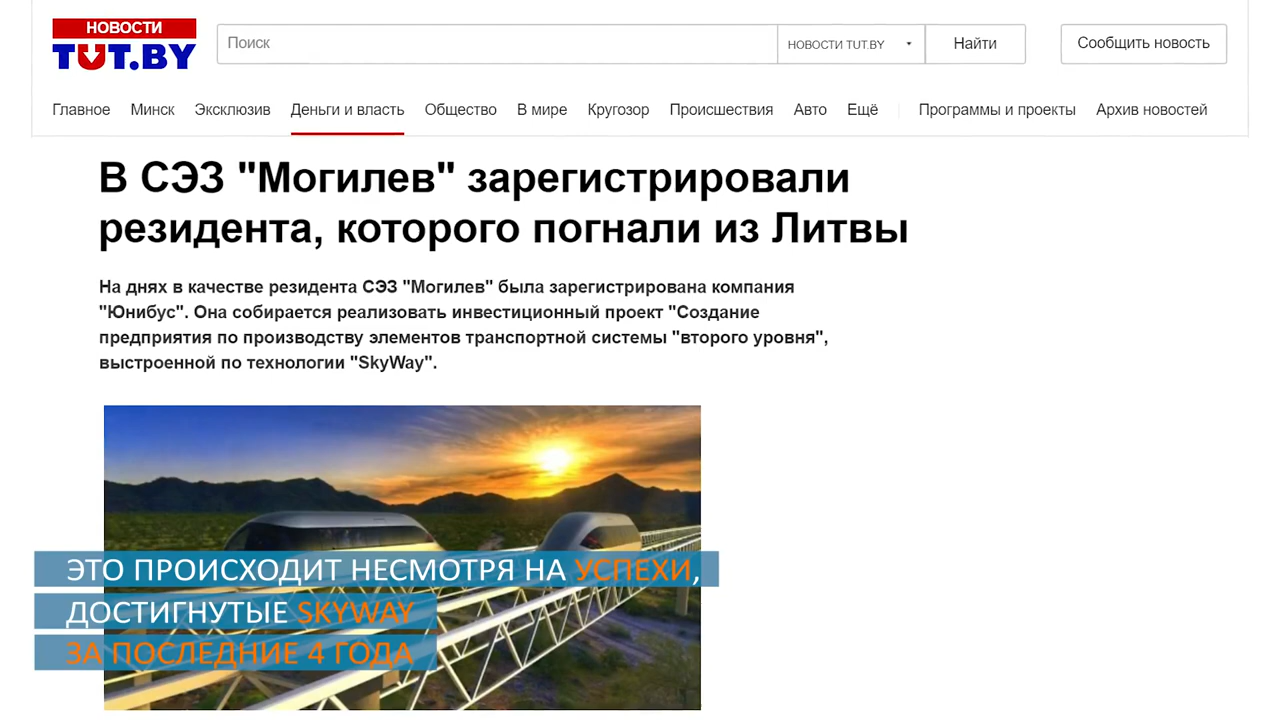 НОВОСТИ
TUT.BY
Поиск
НОВОСТИ TUT.BY
Найти
Сообщить новость
Главное Минск Эксклюзив Деньги и власть Общество В мире Кругозор Происшествия Авто Ещё Программы и проекты Архив новостей
В СЭЗ "Могилев" зарегистрировали
резидента, которого погнали из Литвы
На днях в качестве резидента СЭЗ "Могилев" была зарегистрирована компания
"Юнибус". Она собирается реализовать инвестиционный проект "Создание
предприятия по производству элементов транспортной системы "второго уровня",
выстроенной по технологии "SkyWay".
ЭТО ПРОИСХОДИТ НЕСМОТРЯ НА УСПЕХИ,
ДОСТИГНУТЫЕ SKYWAY
ЗА ПОСЛЕДНИЕ 4 ГОДА